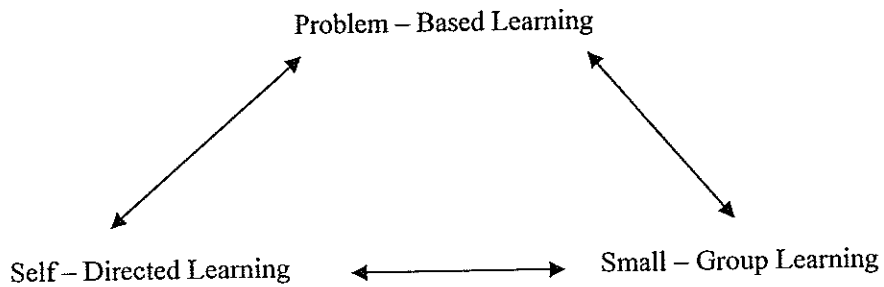 Problem – Based Learning
Self – Directed Learning
Small – Group Learning